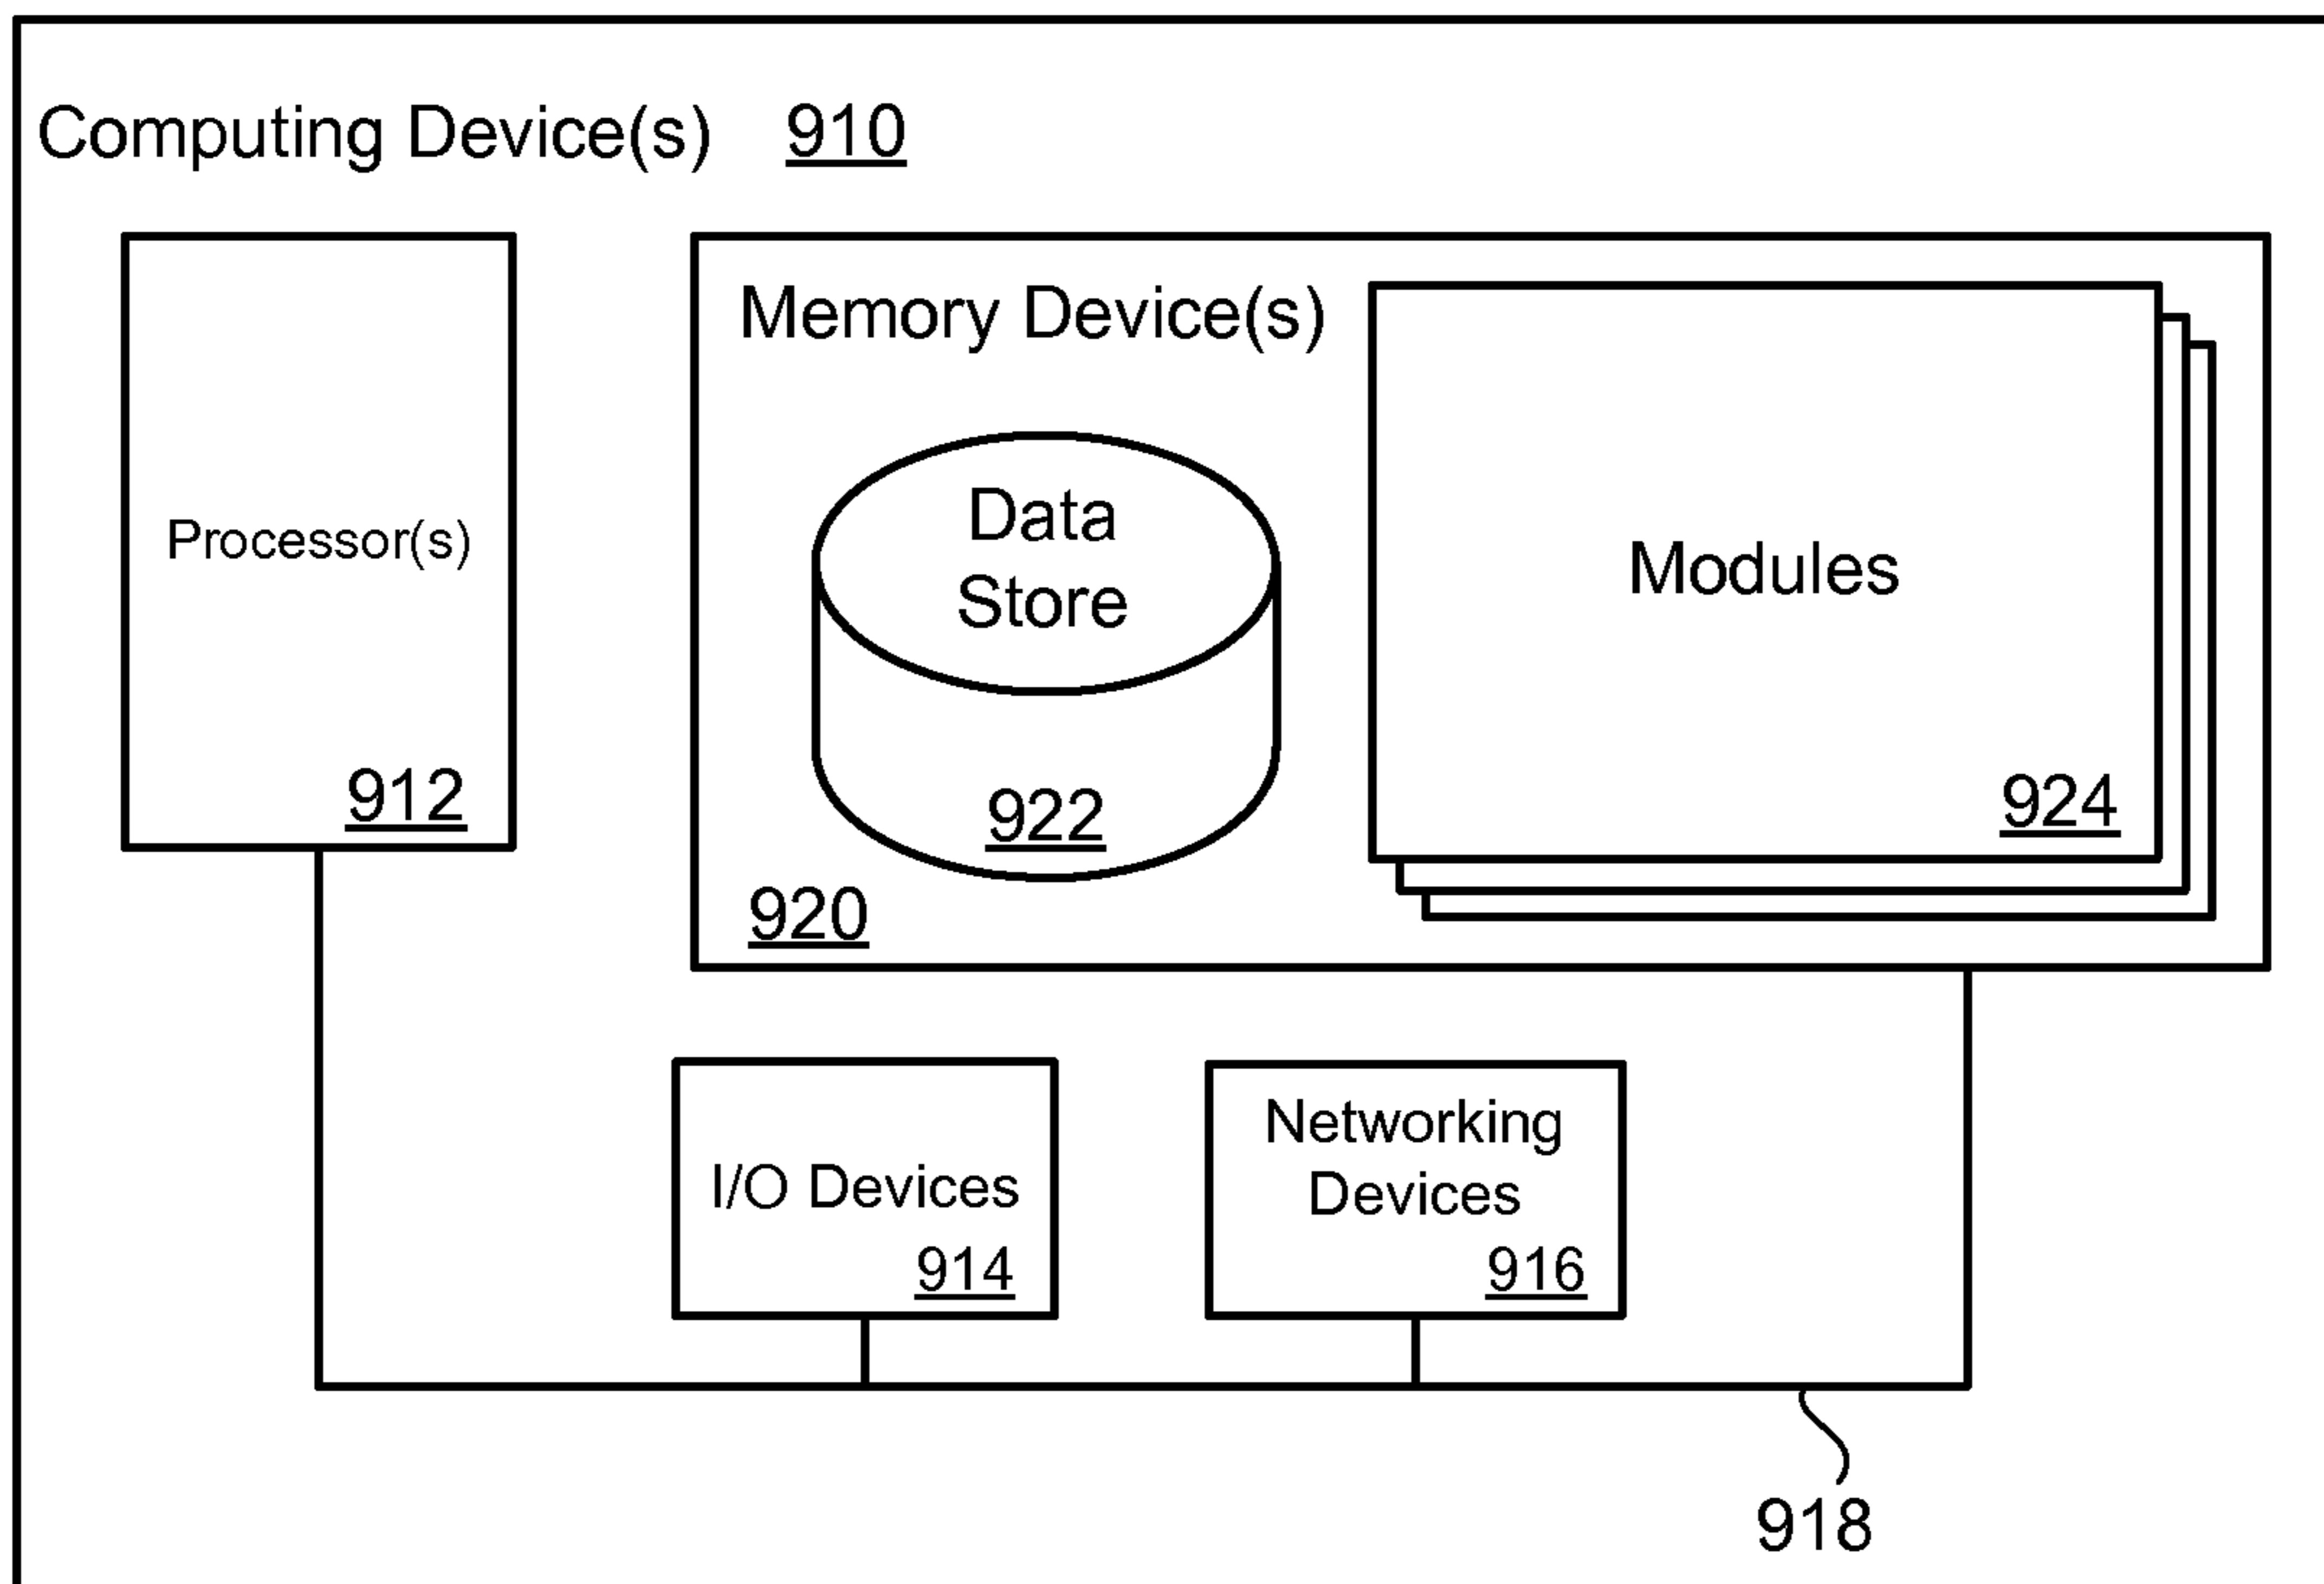 Computing Device(s) 910
Processor(s)
912
Memory Device(s)
Data
Store
922
920
Modules
924
I/O Devices
914
Networking
Devices
916
918